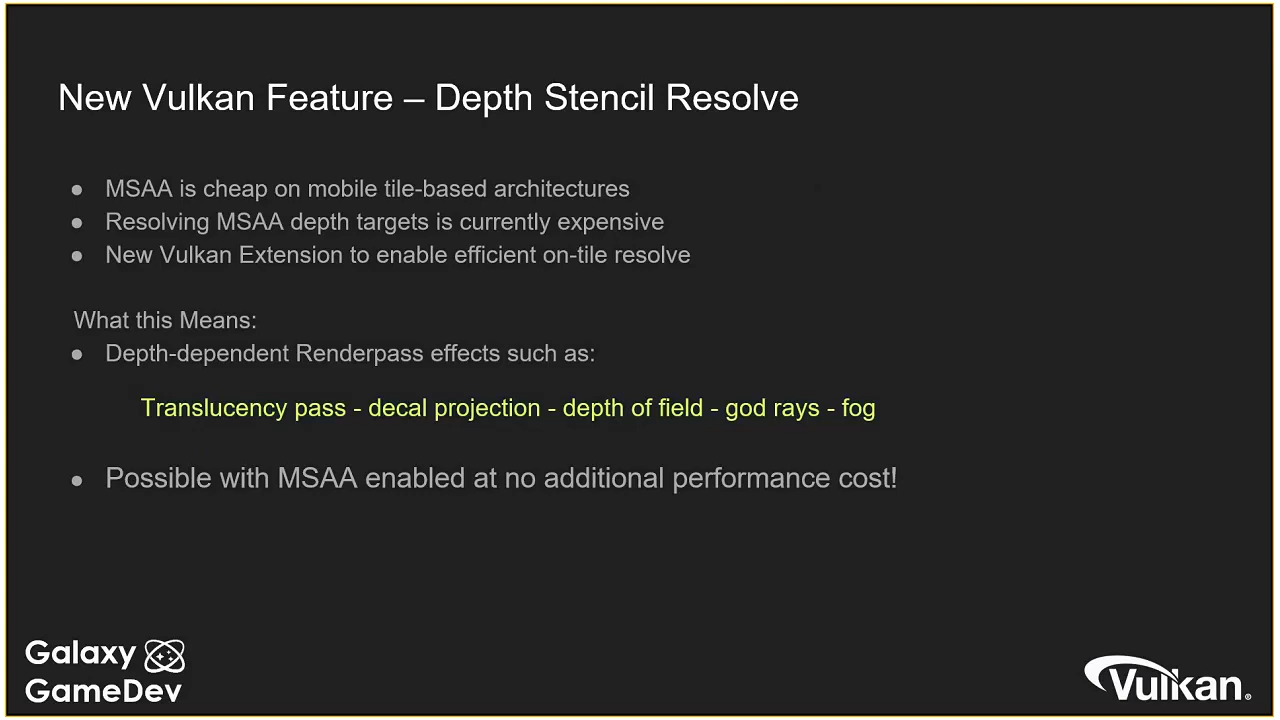 New Vulkan Feature – Depth Stencil Resolve
● MSAA is cheap on mobile tile-based architectures
● Resolving MSAA depth targets is currently expensive
● New Vulkan Extension to enable efficient on-tile resolve
What this Means:
● Depth-dependent Renderpass effects such as:
Translucency pass - decal projection - depth of field - god rays - fog
● Possible with MSAA enabled at no additional performance cost!
Galaxy
GameDev
Vulkan®